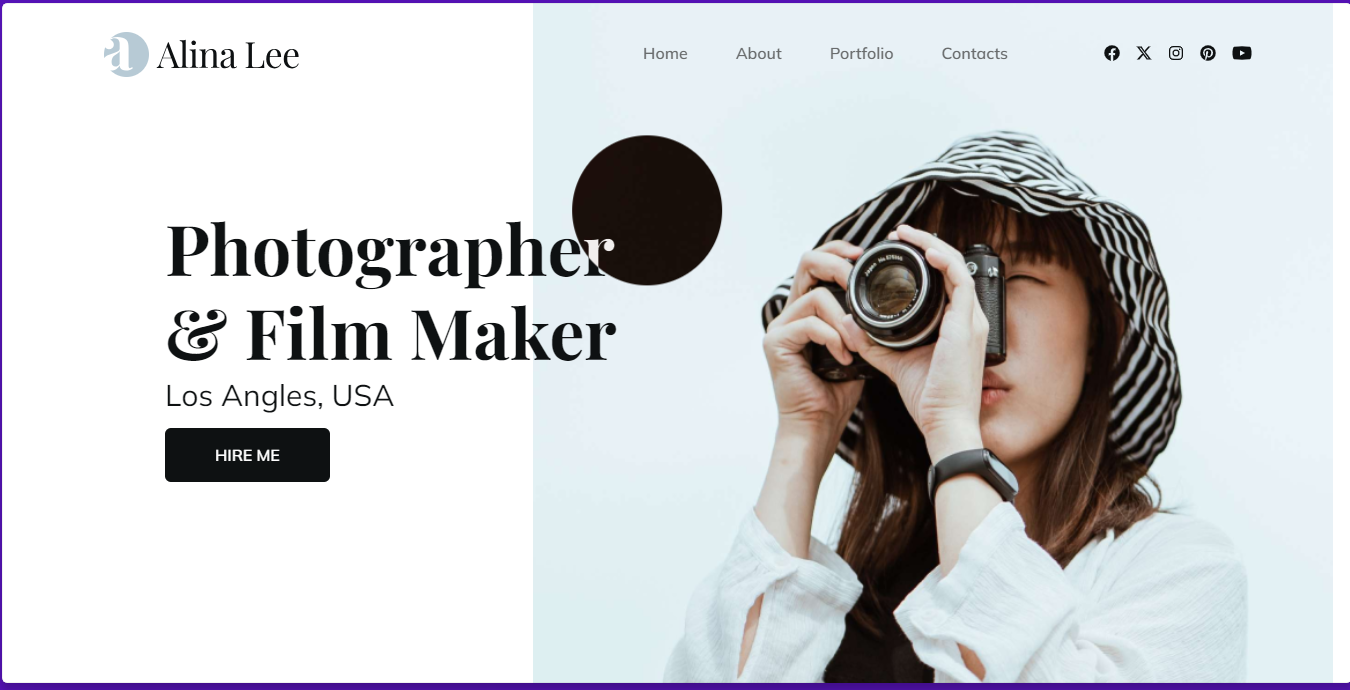 a Alina Lee
Home About Portfolio Contacts
Photographer
& Film Maker
Los Angles, USA
HIRE ME